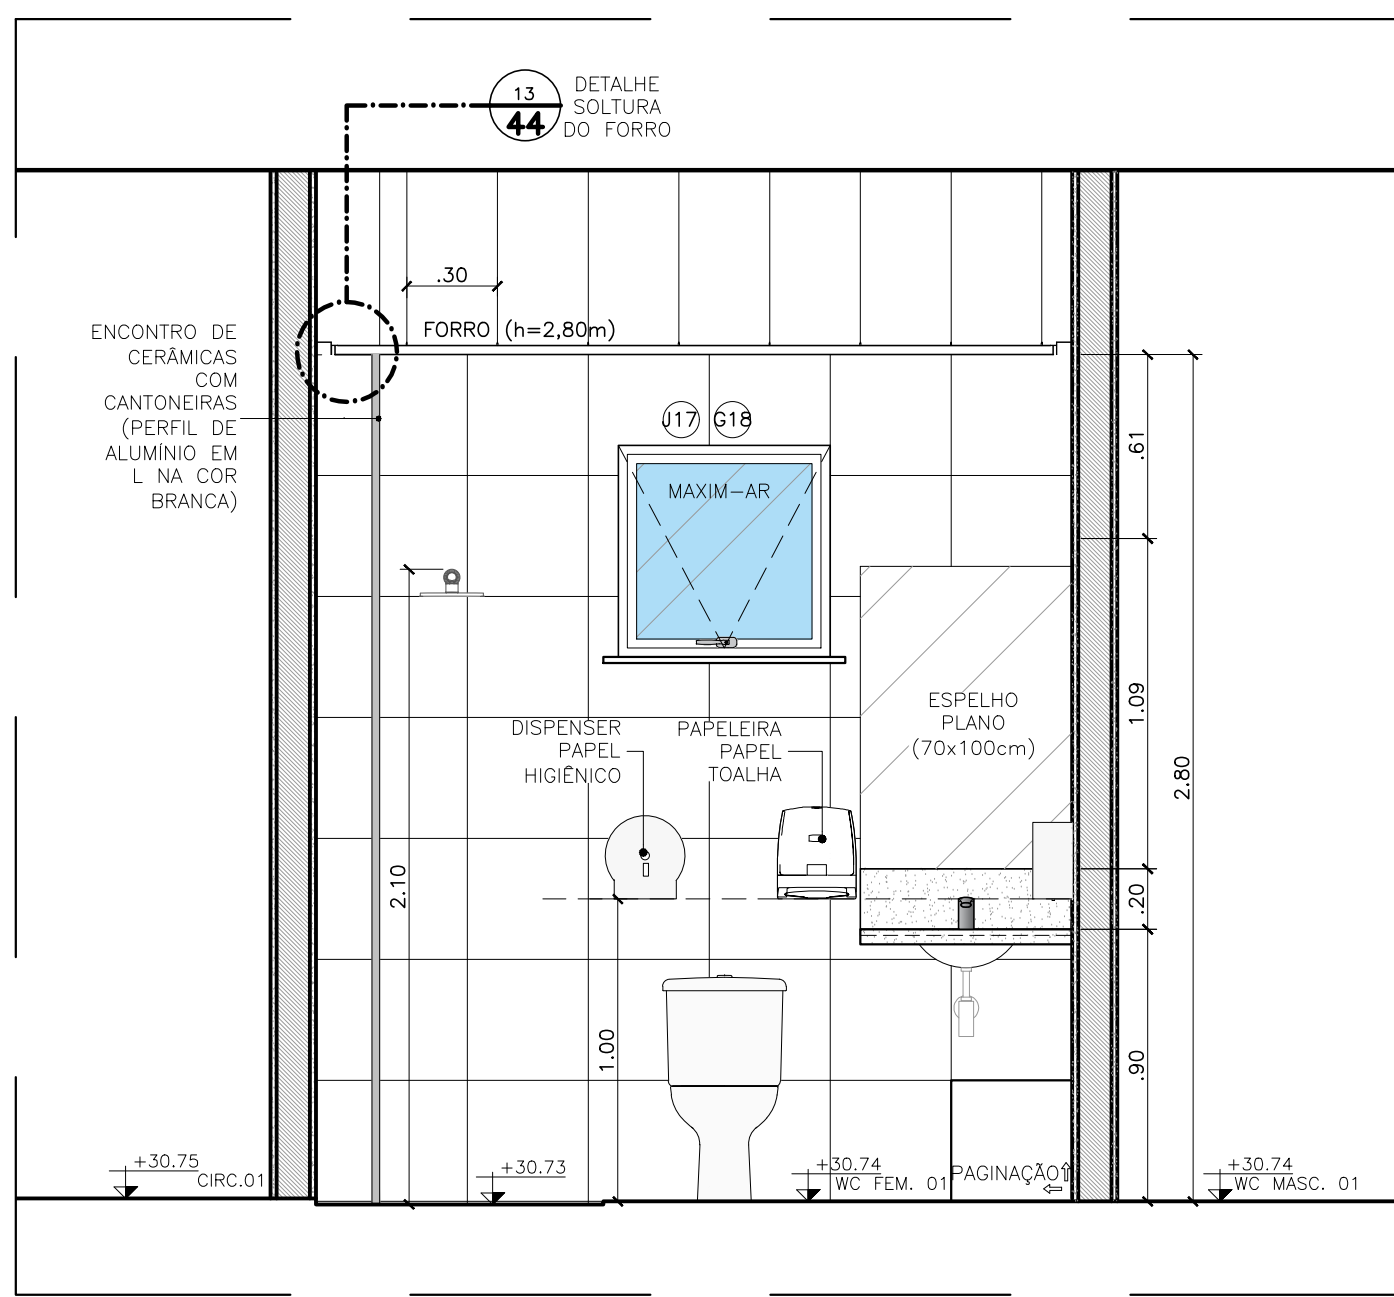 13
44
DETALHE
SOLTURA
DO FORRO
.30
FORRO (h=2,80m)
ENCONTRO DE
CERÂMICAS
COM
CANTONEIRAS
(PERFIL DE
ALUMÍNIO EM
L NA COR
BRANCA)
J17
G18
MAXIM-AR
.61
1.09
2.80
ESPELHO
PLANO
(70x100cm)
DISPENSER
PAPEL
HIGIÊNICO
PAPELEIRA
PAPEL
TOALHA
2.10
.20
1.00
.90
+30.75
CIRC.01
+30.73
+30.74
WC FEM. 01
PAGINAÇÃO
+30.74
WC MASC. 01